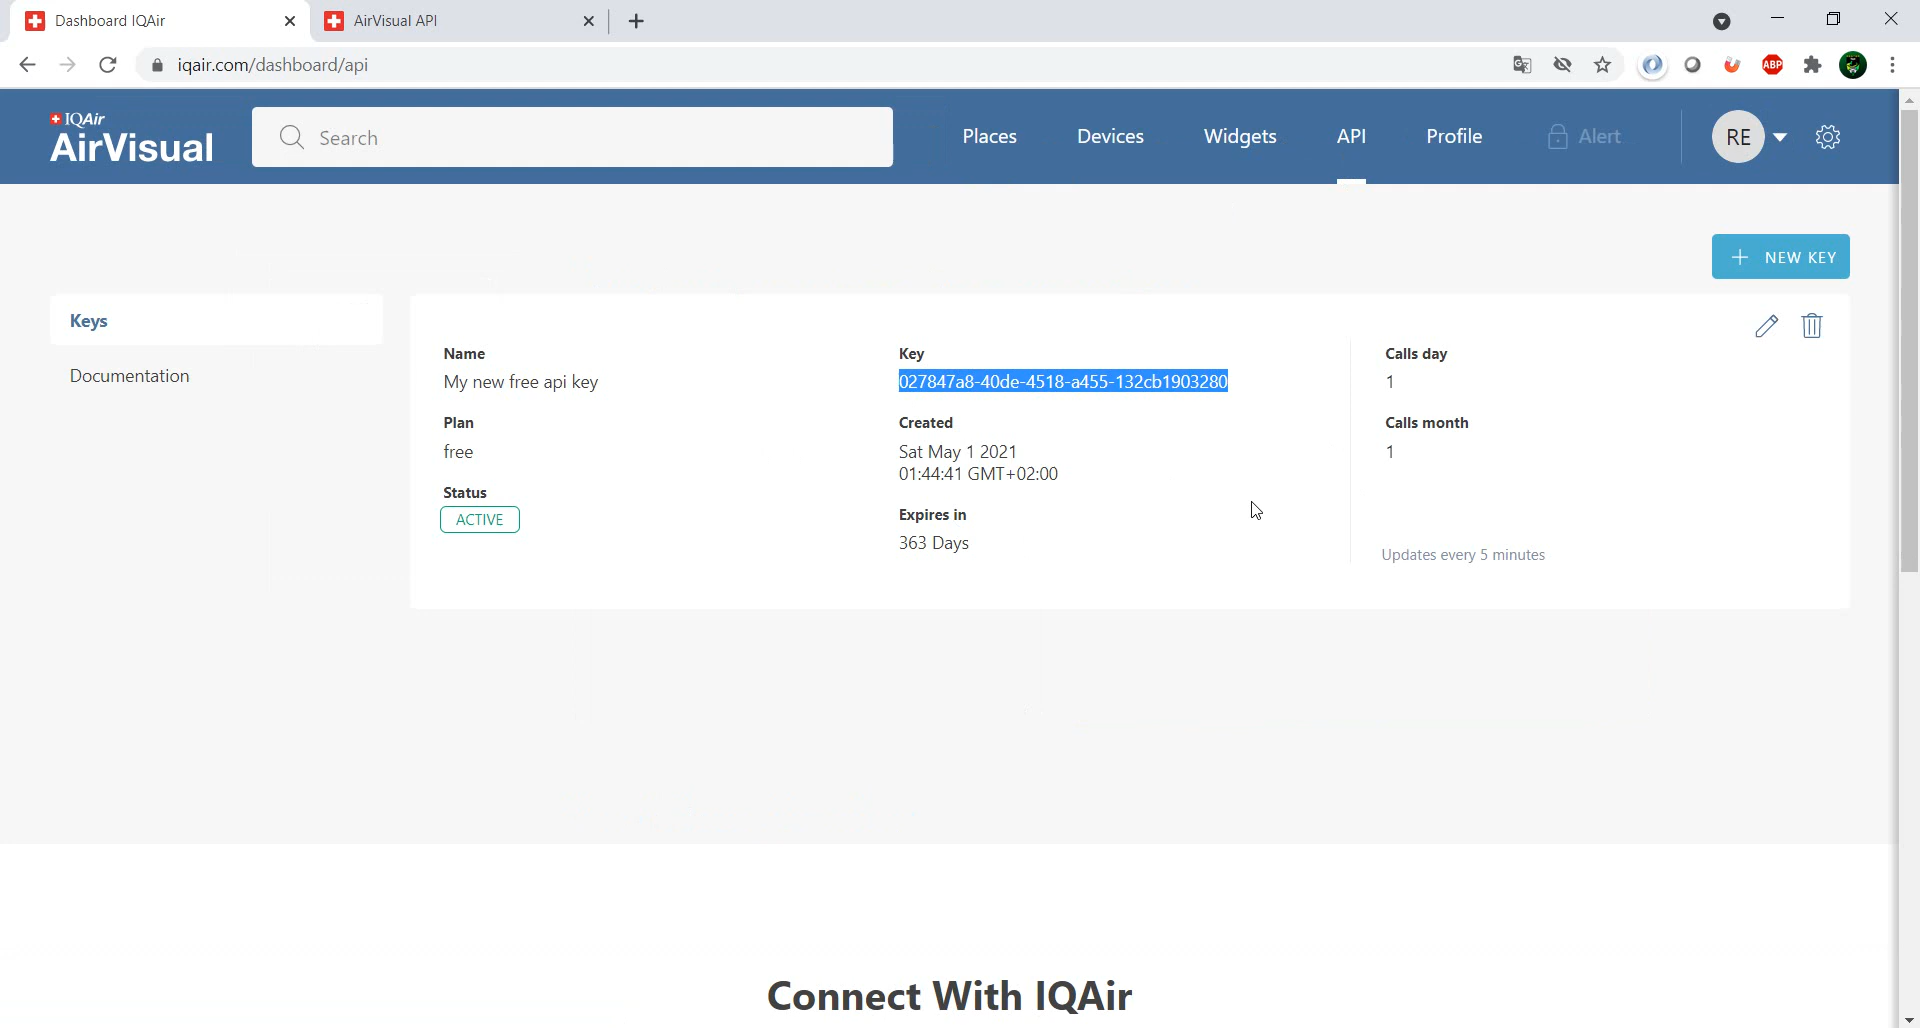 Dashboard IQAir
AirVisual API
iqair.com/dashboard/api
ABP
IQAir
AirVisual
Search
Places
Devices
Widgets
API
Profile
Alert
RE
NEW KEY
Keys
Documentation
Name
My new free api key
Plan
free
Status
ACTIVE
Key
027847a8-40de-4518-a455-132cb1903280
Created
Sat May 1 2021
01:44:41 GMT+02:00
Expires in
363 Days
Calls day
1
Calls month
1
Updates every 5 minutes
Connect With IQAir